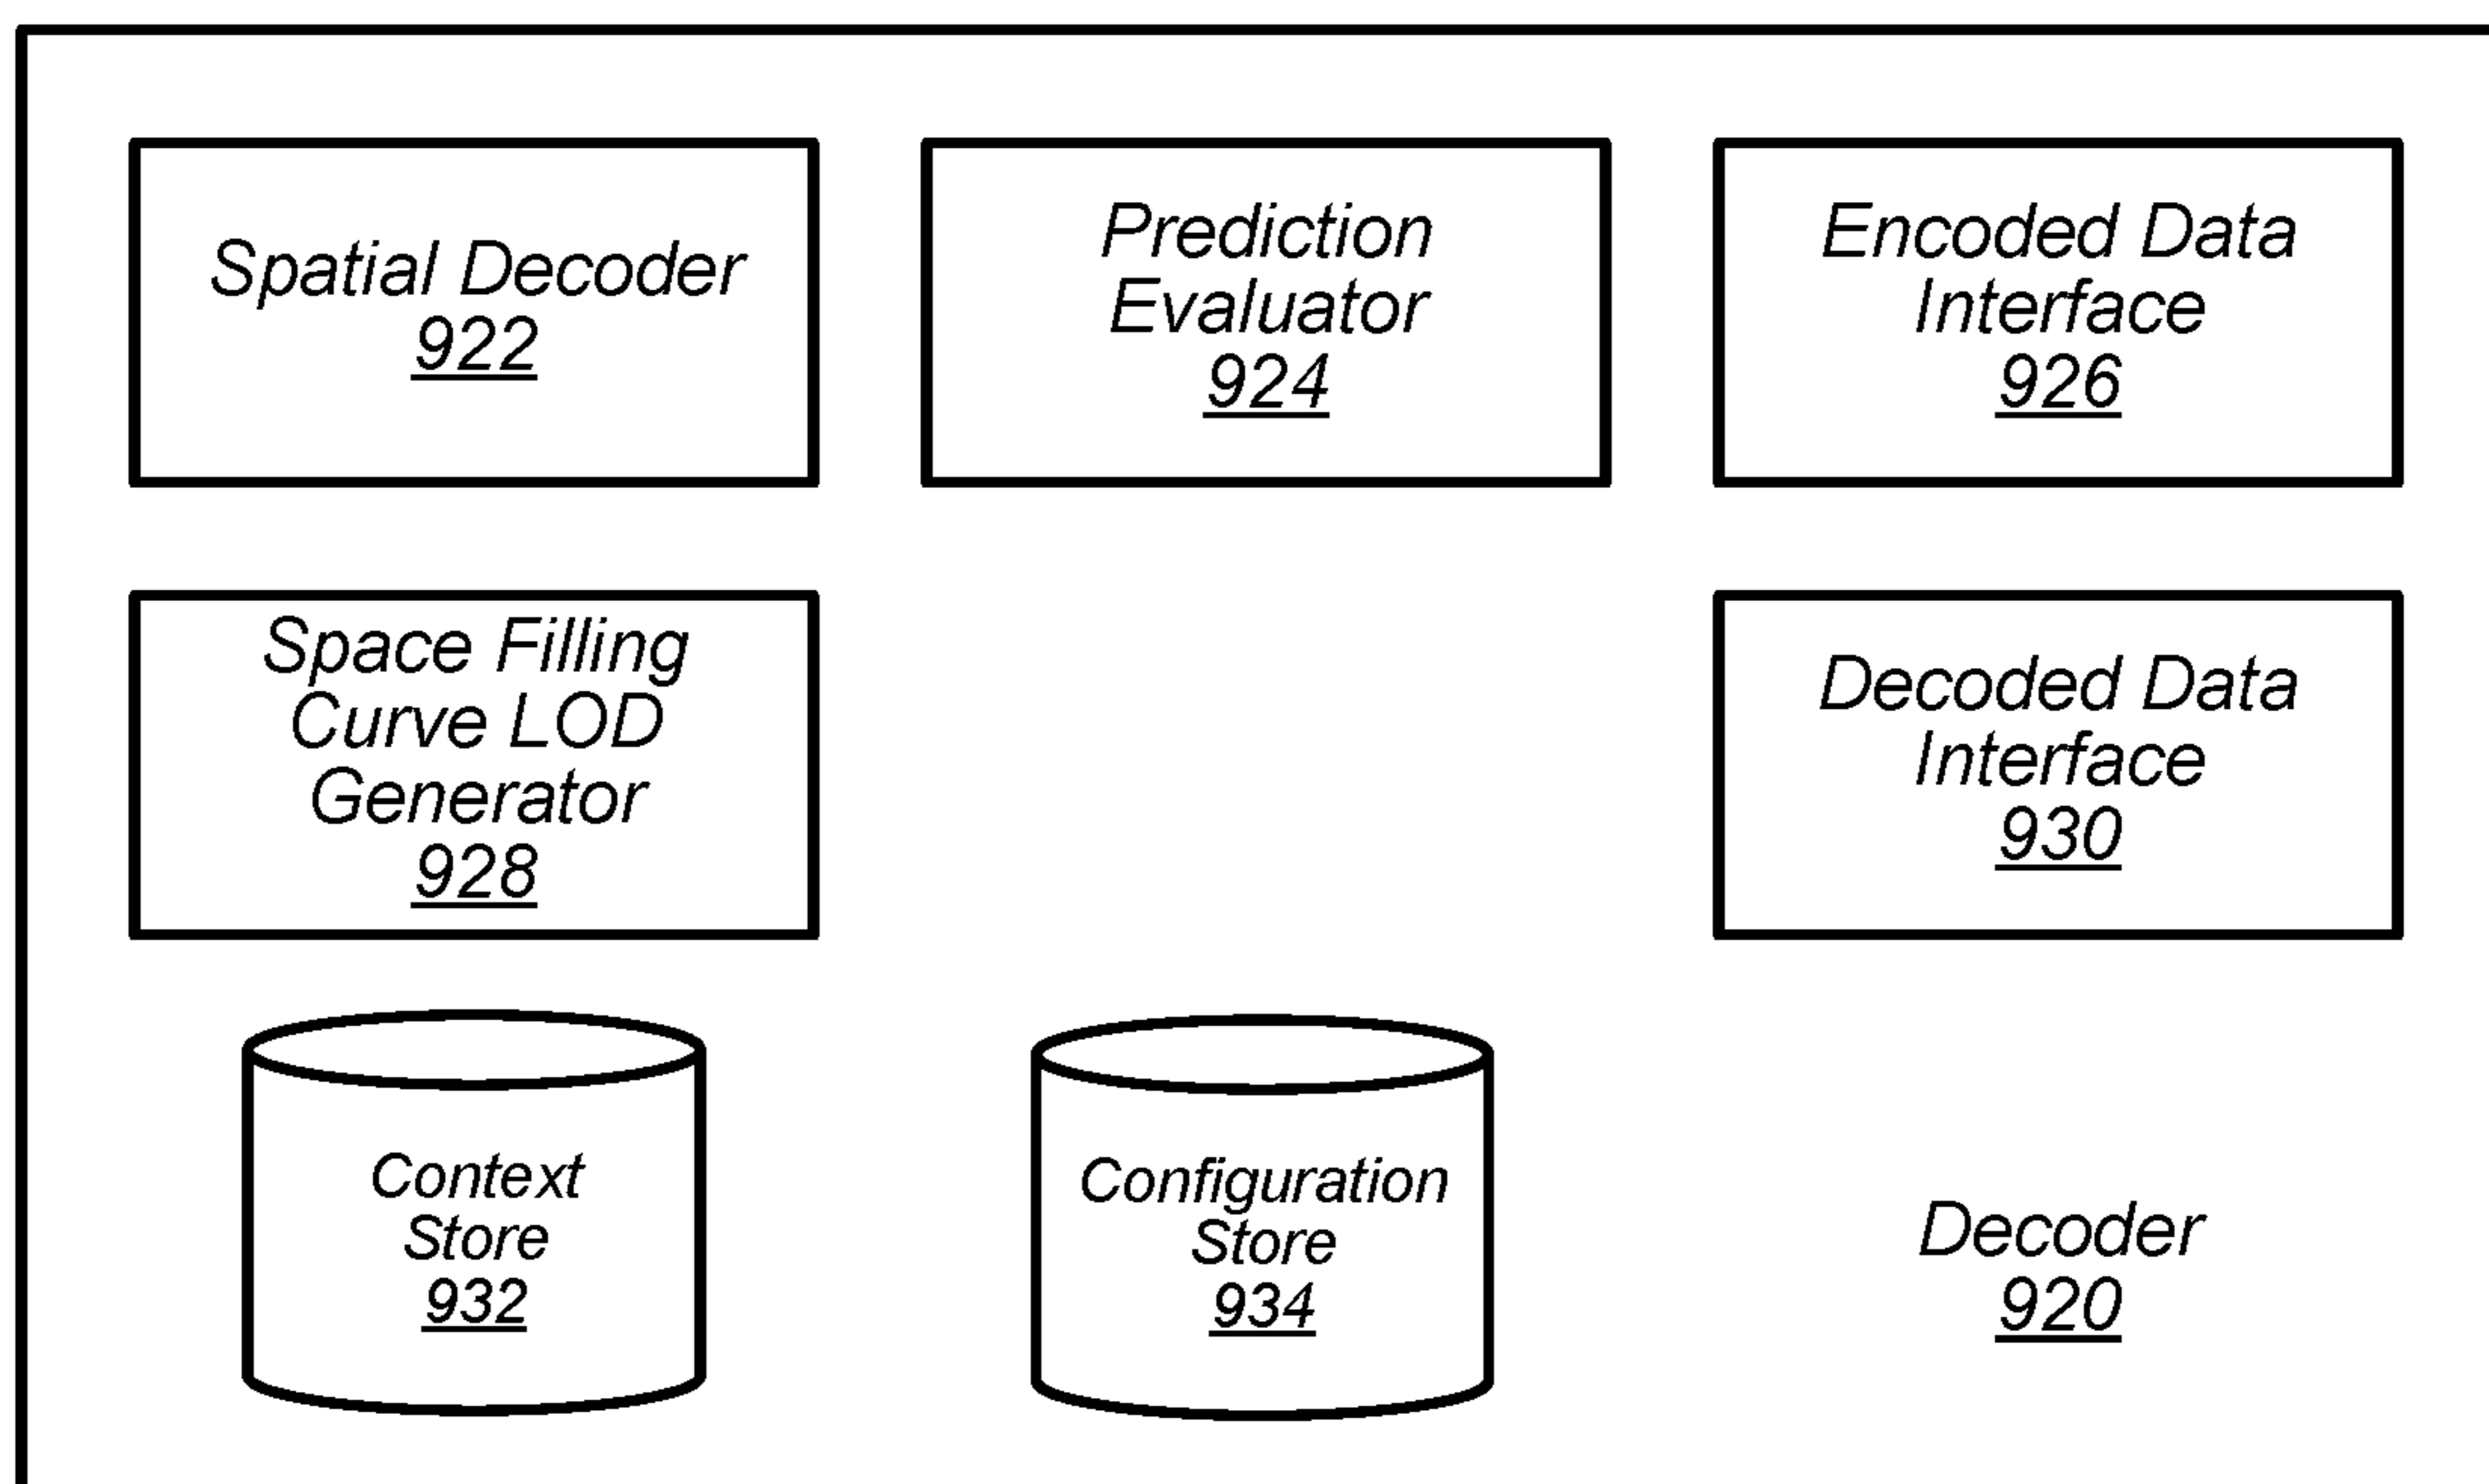 Spatial Decoder
922
Prediction
Evaluator
924
Encoded Data
Interface
926
Space Filling
Curve LOD
Generator
928
Decoded Data
Interface
930
Context
Store
932
Configuration
Store
934
Decoder
920